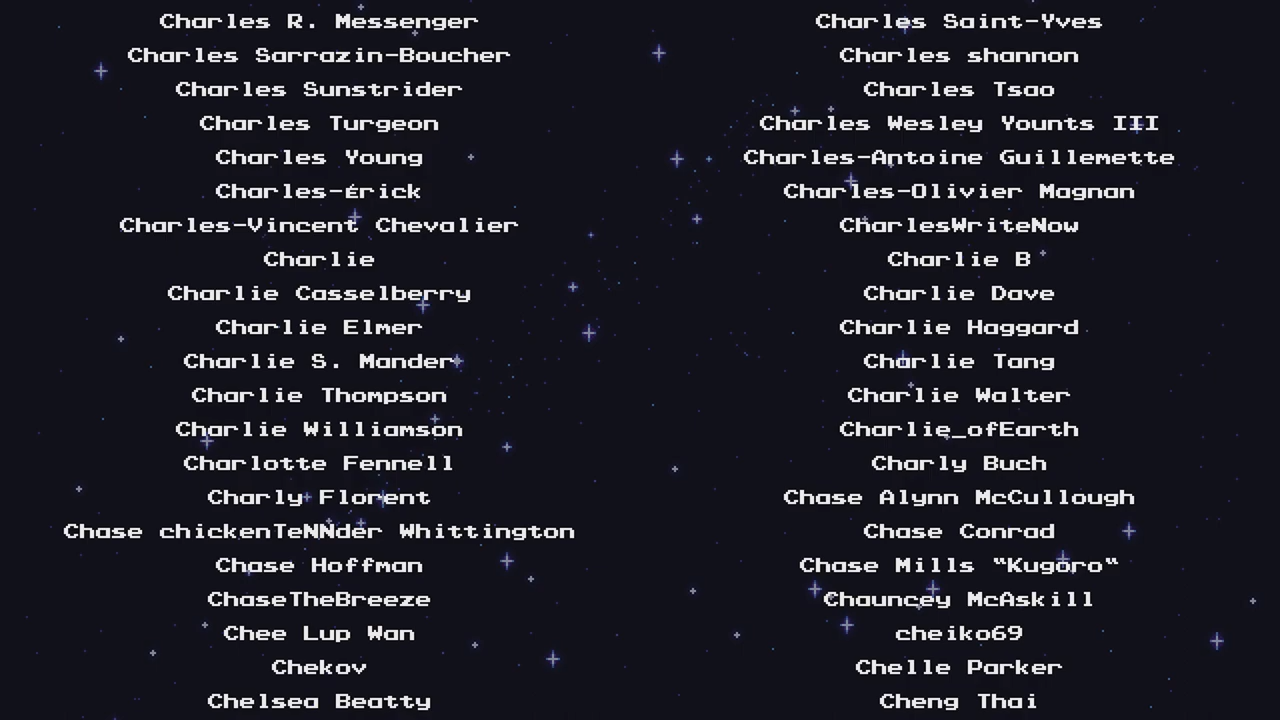 Charles R. Messenger
Charles Saint-Yves
Charles Sarrazin-Boucher
Charles shannon
Charles Sunstrider
Charles Tsao
Charles Turgeon
Charles Wesley Younts III
Charles Young
Charles-Antoine Guillemette
Charles-Érick
Charles-Olivier Magnan
Charles-Vincent Chevalier
CharlesWriteNow
Charlie
Charlie B
Charlie Casselberry
Charlie Dave
Charlie Elmer
Charlie Haggard
Charlie S. Mander
Charlie Tang
Charlie Thompson
Charlie Walter
Charlie Williamson
Charlie_ofEarth
Charlotte Fennell
Charly Buch
Charly Florent
Chase Alynn McCullough
Chase chickenTeNNder Whittington
Chase Conrad
Chase Hoffman
Chase Mills "Kugoro"
ChaseTheBreeze
Chauncey McAskill
Chee Lup Wan
cheiko69
Chekov
Chelle Parker
Chelsea Beatty
Cheng Thai